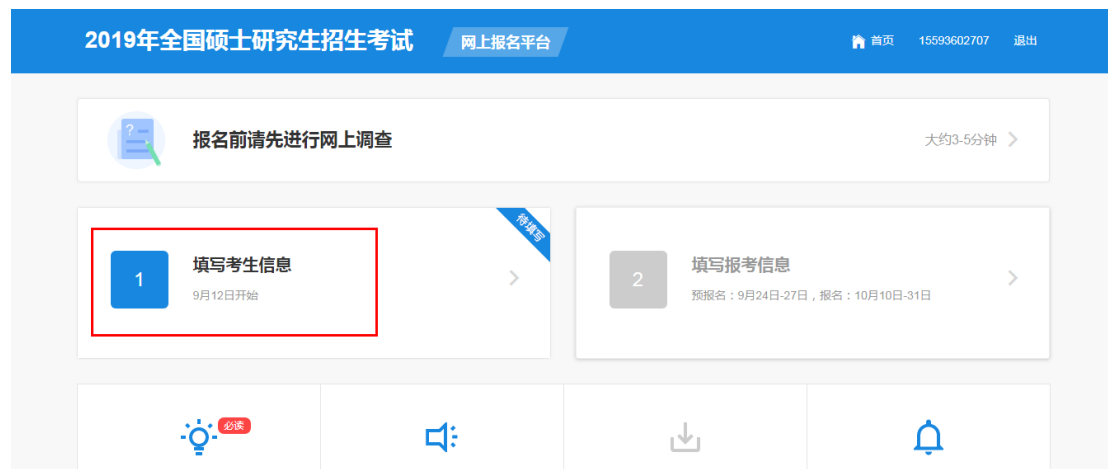 2019年全国硕士研究生招生考试 网上报名平台 首页 15593602707 退出
?
报名前请先进行网上调查 大约3-5分钟
待填写
1 填写考生信息
9月12日开始
2 填写报考信息
预报名：9月24日-27日，报名：10月10日-31日
必读